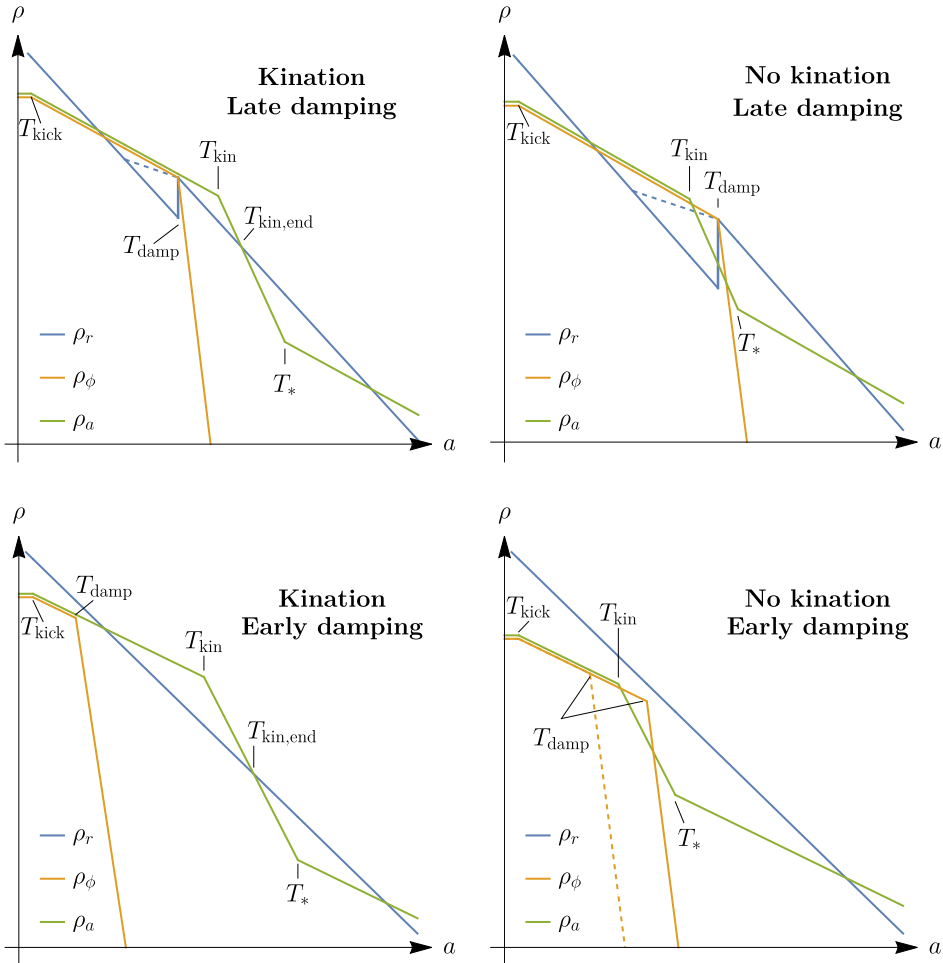 ρ
Kination
Late damping
T_kick
T_kin
T_kin,end
T_damp
T_*
ρ_r
ρ_ϕ
ρ_a
a
ρ
No kination
Late damping
T_kick
T_kin
T_damp
T_*
ρ_r
ρ_ϕ
ρ_a
a
ρ
Kination
Early damping
T_damp
T_kick
T_kin
T_kin,end
T_*
ρ_r
ρ_ϕ
ρ_a
a
ρ
No kination
Early damping
T_kick
T_kin
T_damp
T_*
ρ_r
ρ_ϕ
ρ_a
a